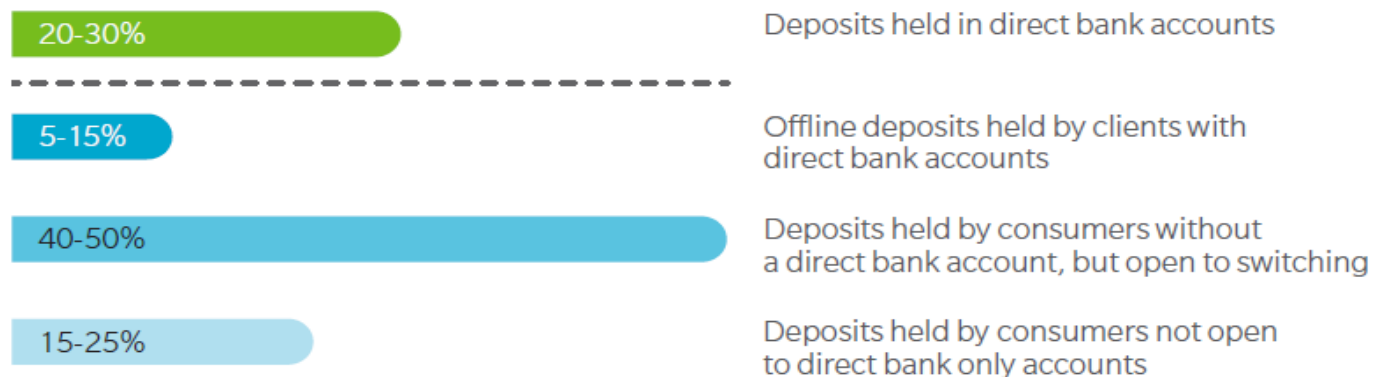 20-30%
Deposits held in direct bank accounts
5-15%
Offline deposits held by clients with
direct bank accounts
40-50%
Deposits held by consumers without
a direct bank account, but open to switching
15-25%
Deposits held by consumers not open
to direct bank only accounts